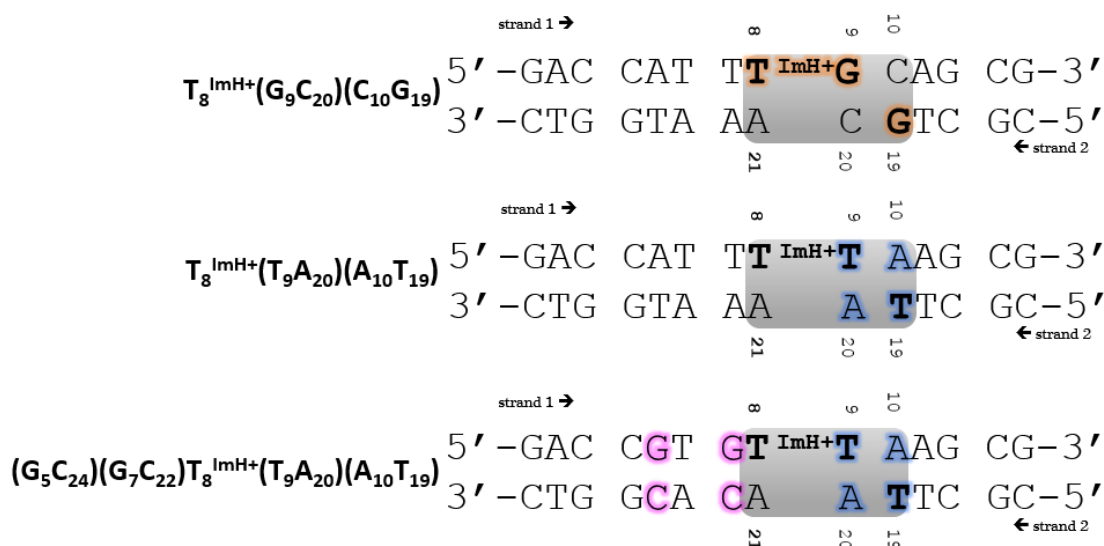 strand 1 → 8 9 10
T₈ᴵᵐᴴ⁺(G₉C₂₀)(C₁₀G₁₉) 5′-GAC CAT TT ImH+G CAG CG-3′
3′-CTG GTAA AA C GTC GC-5′
21 20 19 ← strand 2
strand 1 → 8 9 10
T₈ᴵᵐᴴ⁺(T₉A₂₀)(A₁₀T₁₉) 5′-GAC CAT TT ImH+T AAG CG-3′
3′-CTG GTA AA A TTC GC-5′
21 20 19 ← strand 2
strand 1 → 8 9 10
(G₅C₂₄)(G₇C₂₂)T₈ᴵᵐᴴ⁺(T₉A₂₀)(A₁₀T₁₉) 5′-GAC CGT GT ImH+T AAG CG-3′
3′-CTG GCA CA A TTC GC-5′
21 20 19 ← strand 2